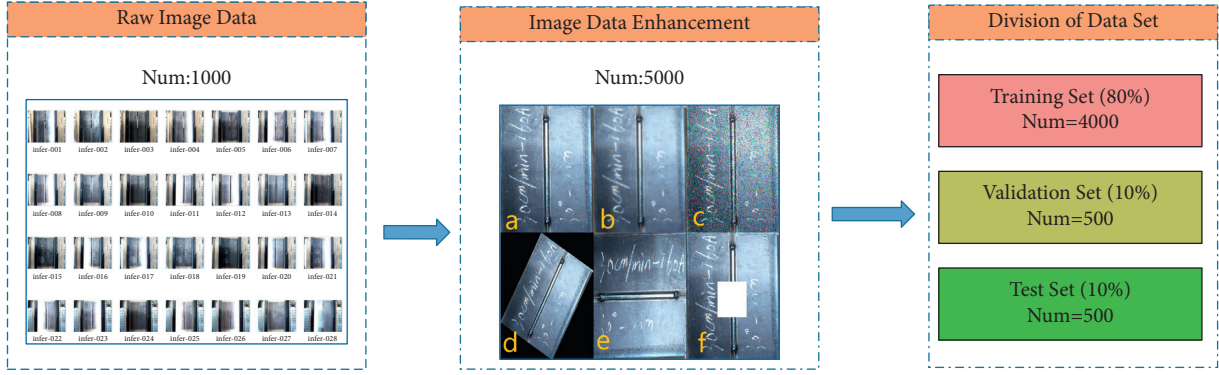 Raw Image Data
Num:1000
infer-001 infer-002 infer-003 infer-004 infer-005 infer-006 infer-007
infer-008 infer-009 infer-010 infer-011 infer-012 infer-013 infer-014
infer-015 infer-016 infer-017 infer-018 infer-019 infer-020 infer-021
infer-022 infer-023 infer-024 infer-025 infer-026 infer-027 infer-028
Image Data Enhancement
Num:5000
a b c
d e f
Division of Data Set
Training Set (80%)
Num=4000
Validation Set (10%)
Num=500
Test Set (10%)
Num=500